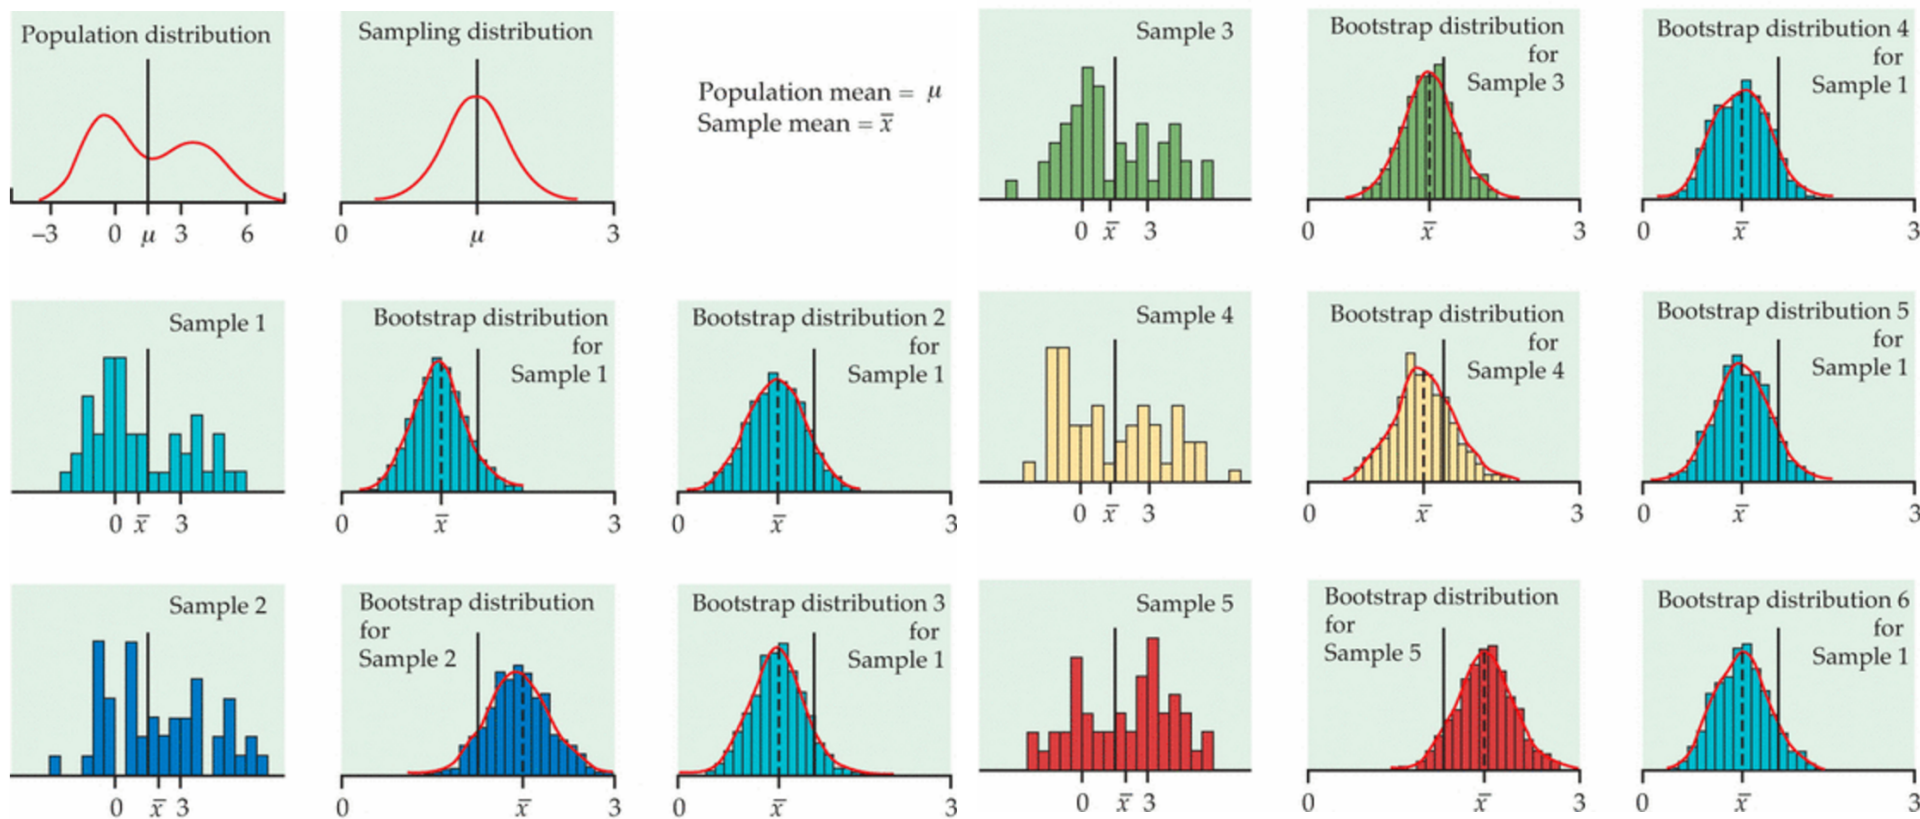 Population distribution
–3 0 μ 3 6
Sampling distribution
0 μ 3
Population mean = μ
Sample mean = x̄
Sample 3
0 x̄ 3
Bootstrap distribution
for
Sample 3
0 x̄ 3
Bootstrap distribution 4
for
Sample 1
0 x̄ 3
Sample 1
0 x̄ 3
Bootstrap distribution
for
Sample 1
0 x̄ 3
Bootstrap distribution 2
for
Sample 1
0 x̄ 3
Sample 4
0 x̄ 3
Bootstrap distribution
for
Sample 4
0 x̄ 3
Bootstrap distribution 5
for
Sample 1
0 x̄ 3
Sample 2
0 x̄ 3
Bootstrap distribution
for
Sample 2
0 x̄ 3
Bootstrap distribution 3
for
Sample 1
0 x̄ 3
Sample 5
0 x̄ 3
Bootstrap distribution
for
Sample 5
0 x̄ 3
Bootstrap distribution 6
for
Sample 1
0 x̄ 3